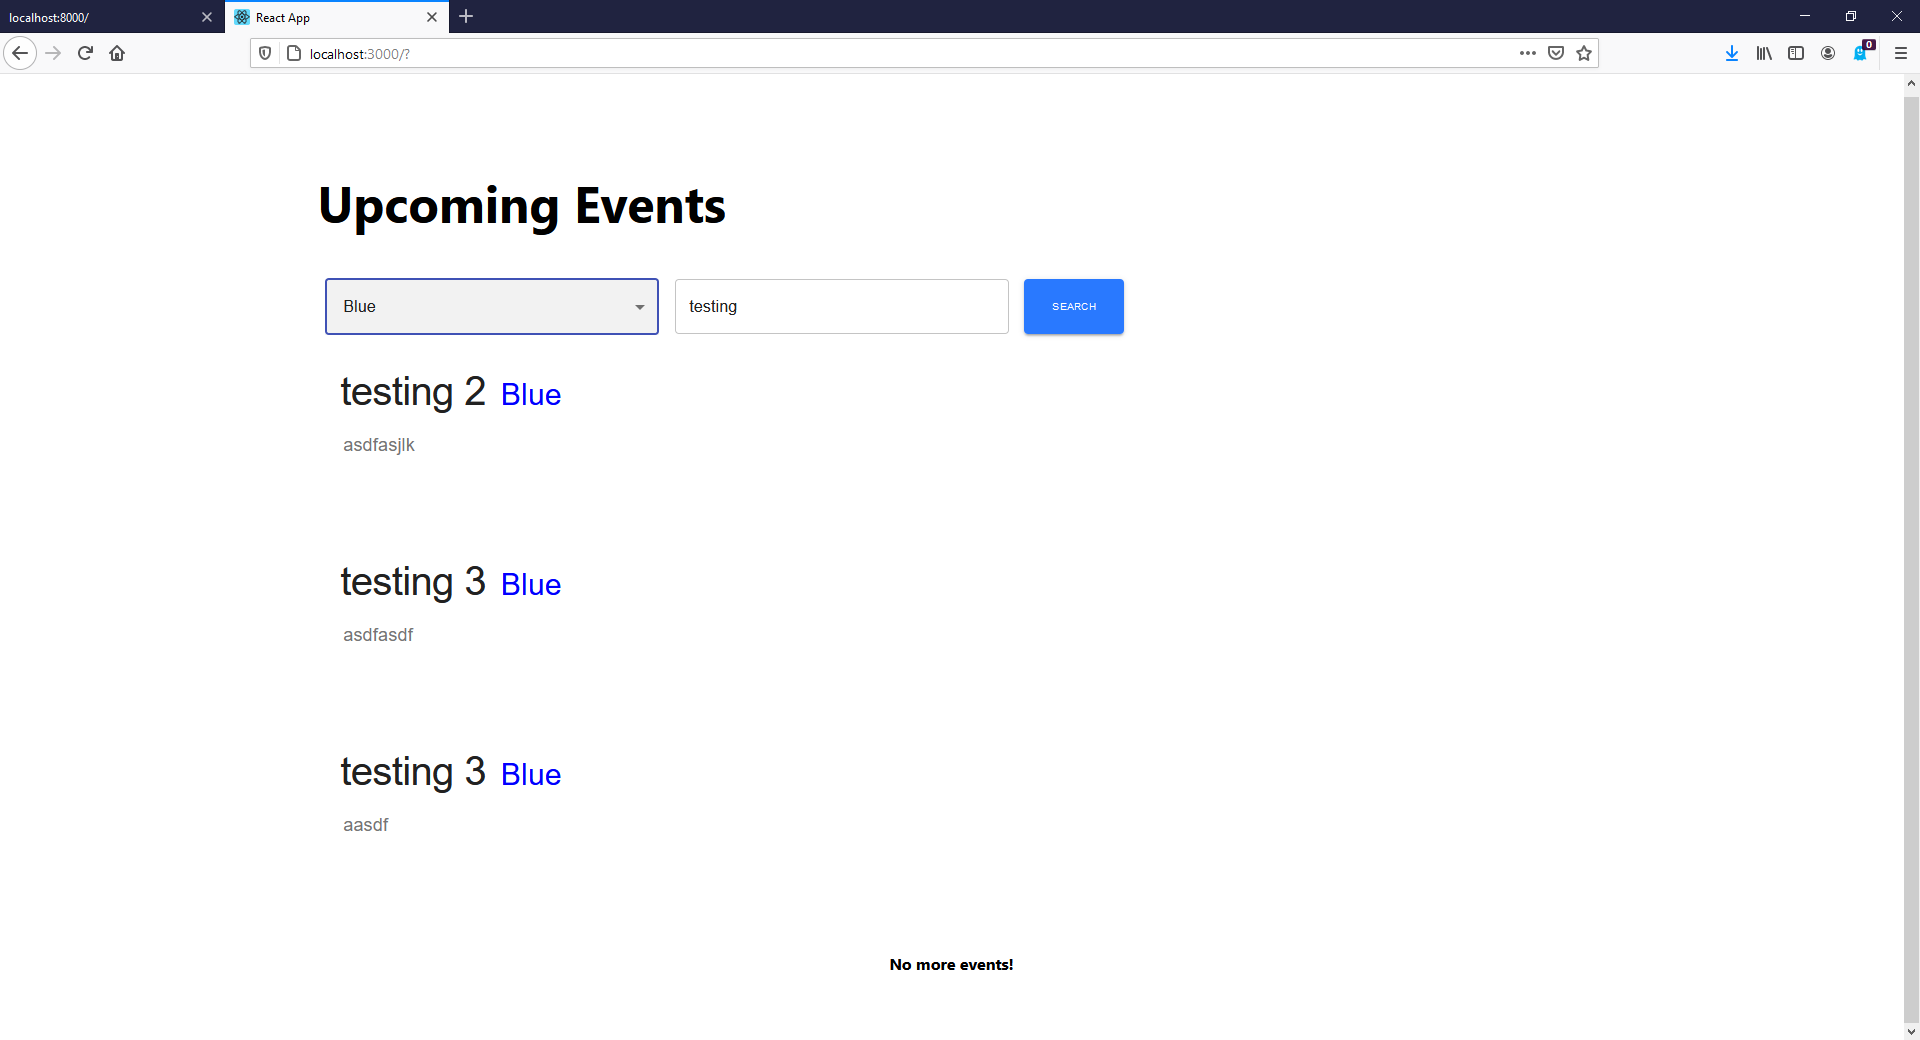 localhost:8000/
React App
localhost:3000/?
0
Upcoming Events
Blue
testing
SEARCH
testing 2 Blue
asdfasjlk
testing 3 Blue
asdfasdf
testing 3 Blue
aasdf
No more events!